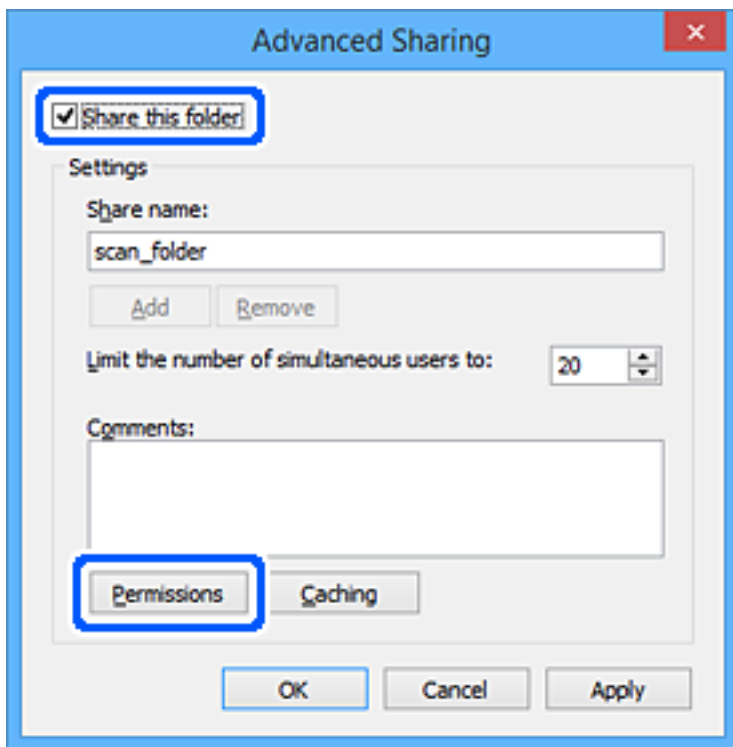 Advanced Sharing
Share this folder
Settings
Share name:
scan_folder
Add Remove
Limit the number of simultaneous users to: 20
Comments:
Permissions Caching
OK Cancel Apply